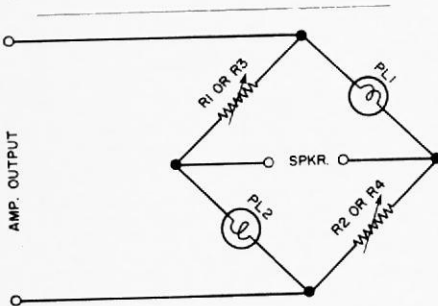 R1 OR R3
PL1
AMP. OUTPUT
SPKR.
PL2
R2 OR R4